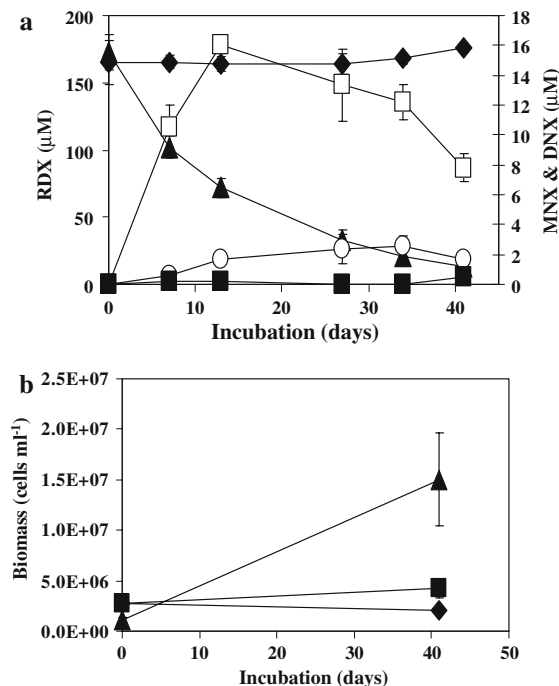 a
200
150
100
50
0
RDX (µM)
18
16
14
12
10
8
6
4
2
0
MNX & DNX (µM)
0 10 20 30 40
Incubation (days)
b
2.5E+07
2.0E+07
1.5E+07
1.0E+07
5.0E+06
0.0E+00
Biomass (cells ml⁻¹)
0 10 20 30 40 50
Incubation (days)